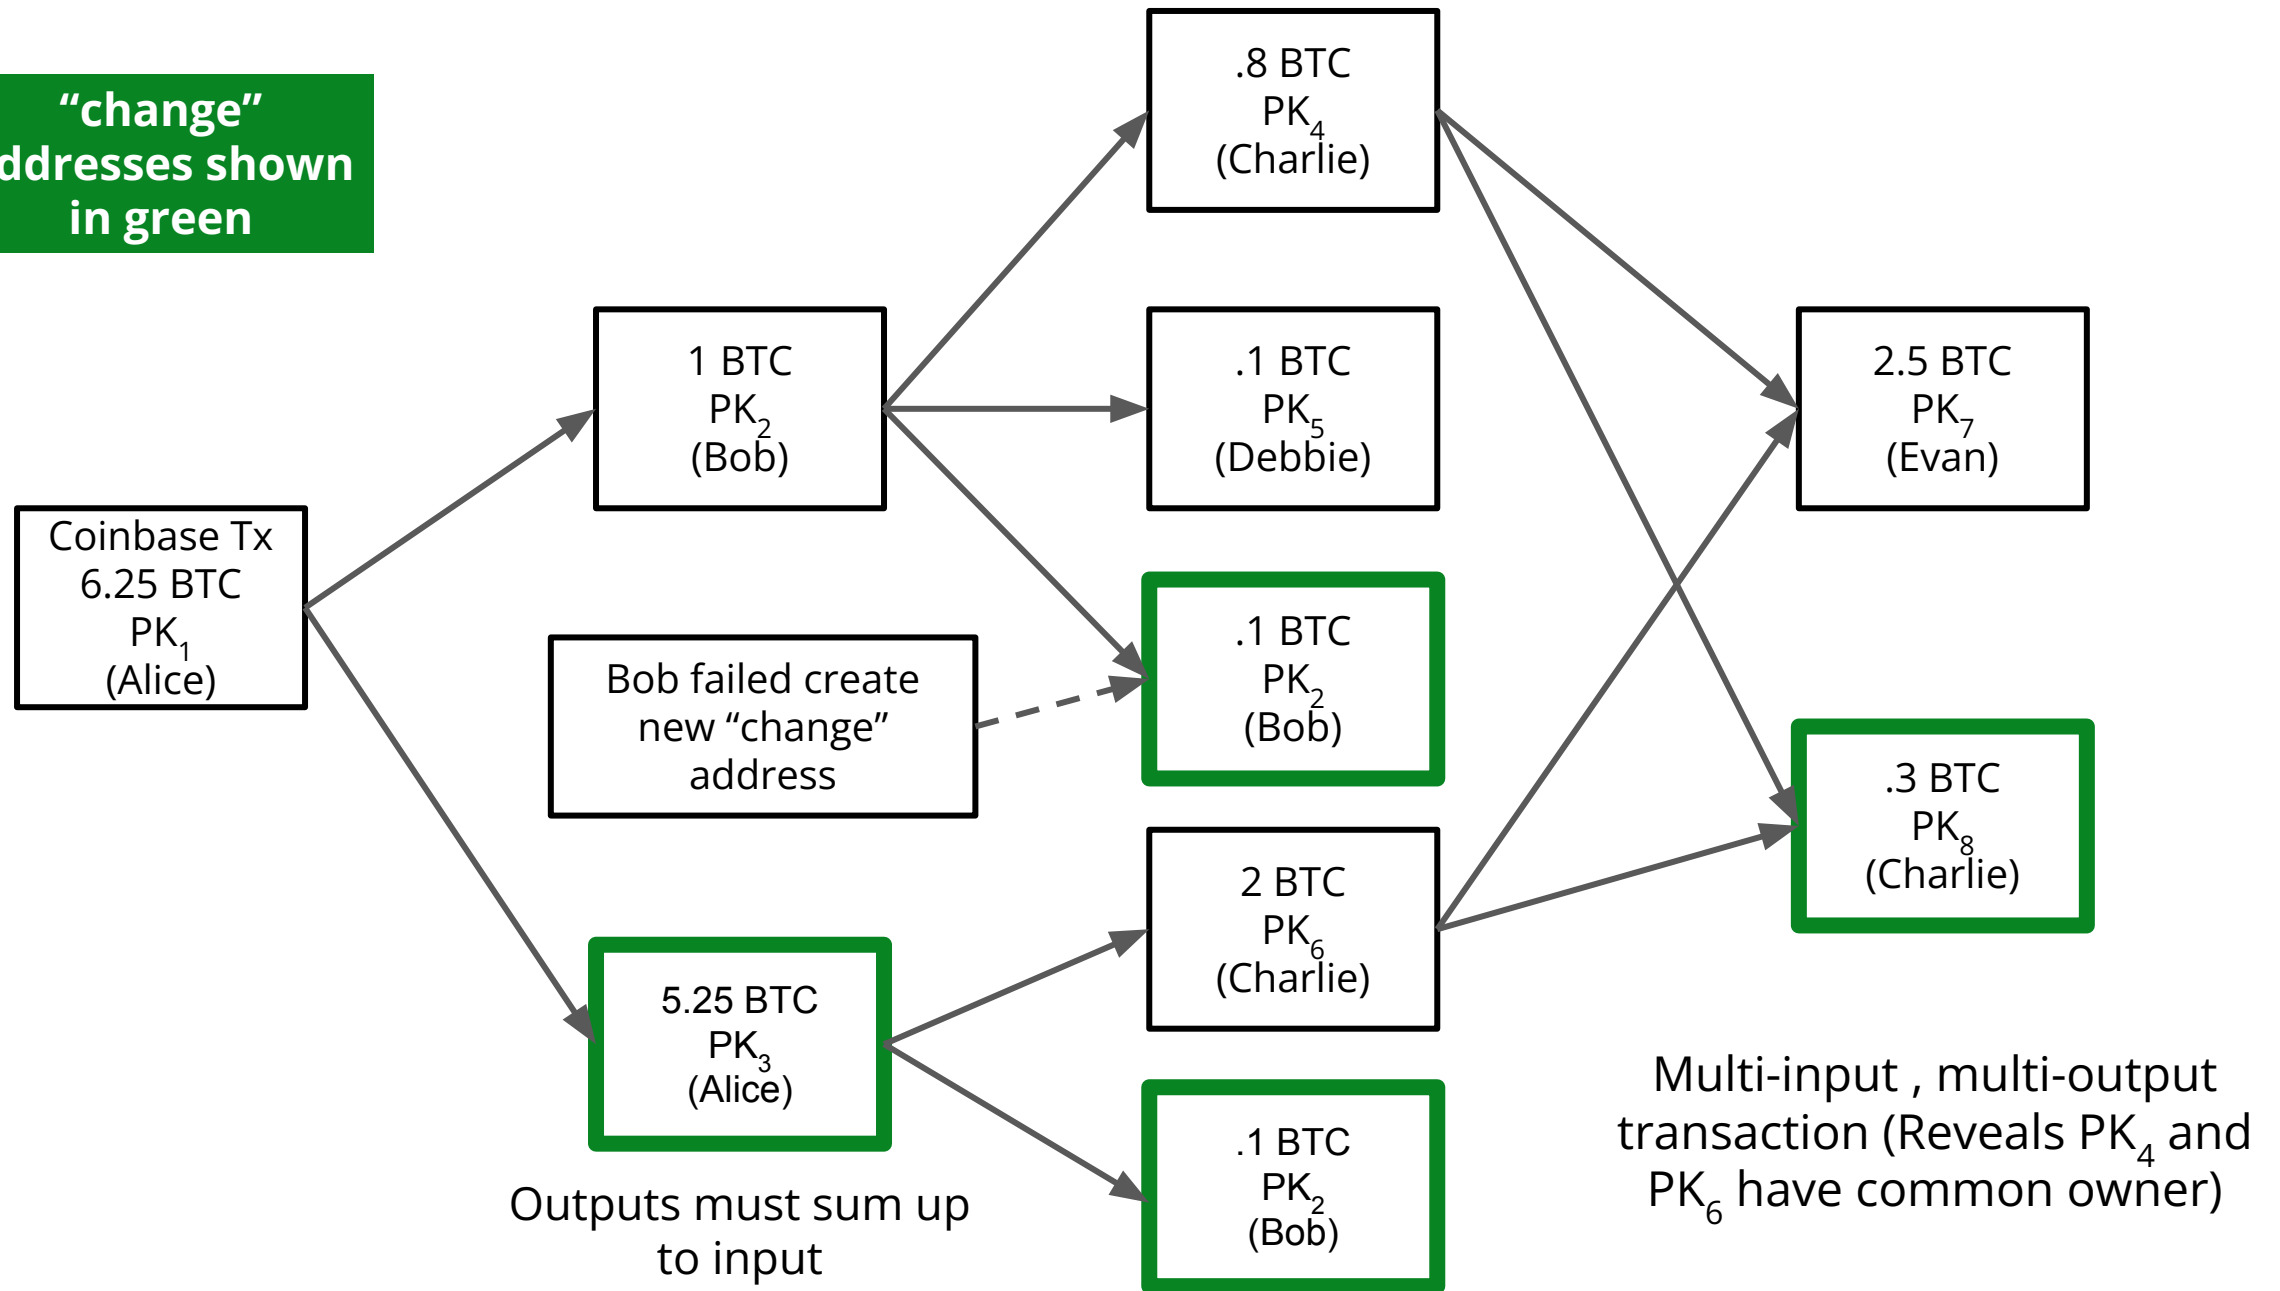 “change”
ddresses shown
in green
.8 BTC
PK4
(Charlie)
1 BTC
PK2
(Bob)
.1 BTC
PK5
(Debbie)
2.5 BTC
PK7
(Evan)
Coinbase Tx
6.25 BTC
PK1
(Alice)
Bob failed create
new “change”
address
.1 BTC
PK2
(Bob)
.3 BTC
PK8
(Charlie)
2 BTC
PK6
(Charlie)
5.25 BTC
PK3
(Alice)
.1 BTC
PK2
(Bob)
Outputs must sum up
to input
Multi-input , multi-output
transaction (Reveals PK4 and
PK6 have common owner)